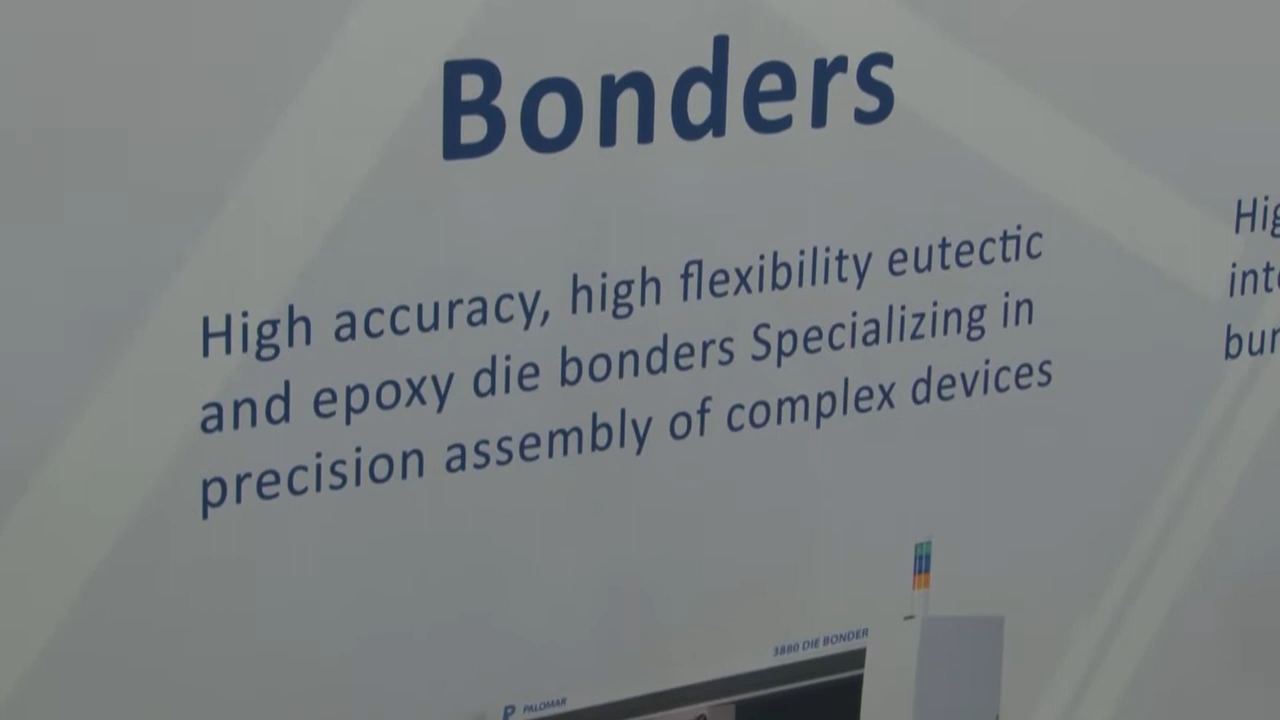 Bonders
High accuracy, high flexibility eutectic
and epoxy die bonders Specializing in
precision assembly of complex devices
3880 DIE BONDER
P PALOMAR